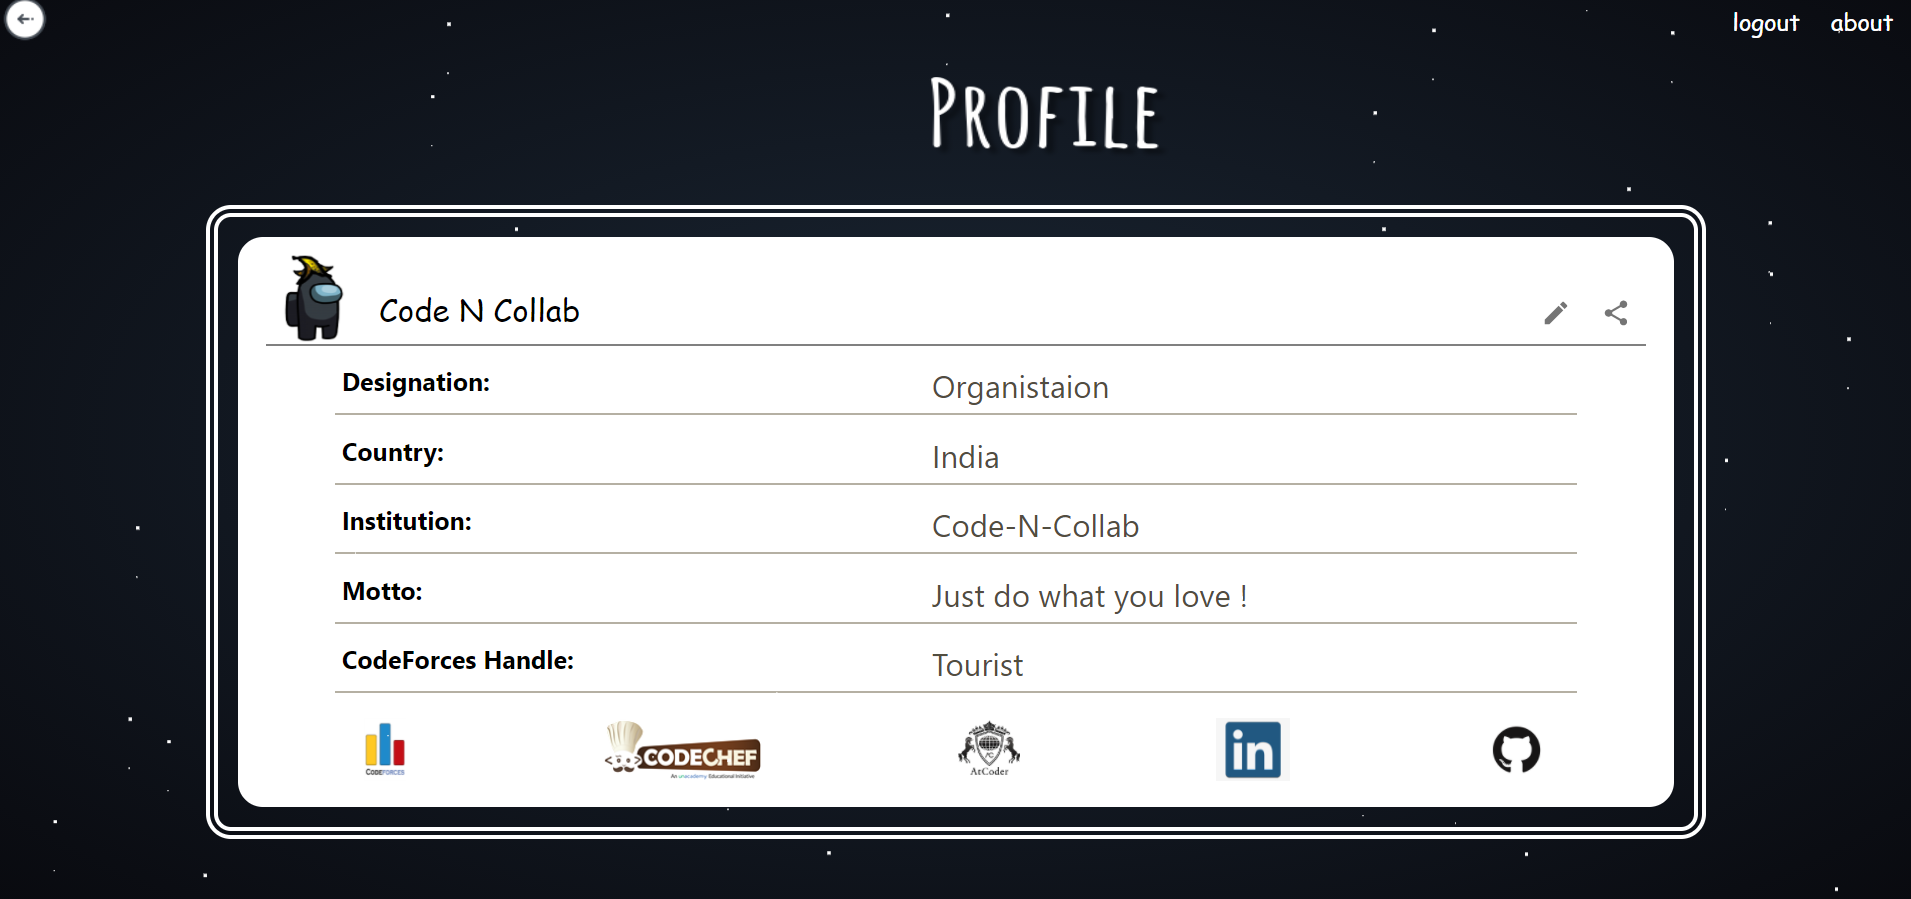 logout about
PROFILE
Code N Collab
Designation: Organistaion
Country: India
Institution: Code-N-Collab
Motto: Just do what you love !
CodeForces Handle: Tourist
CODEFORCES
CODECHEF
An unacademy Educational Initiative
AC
AtCoder
in